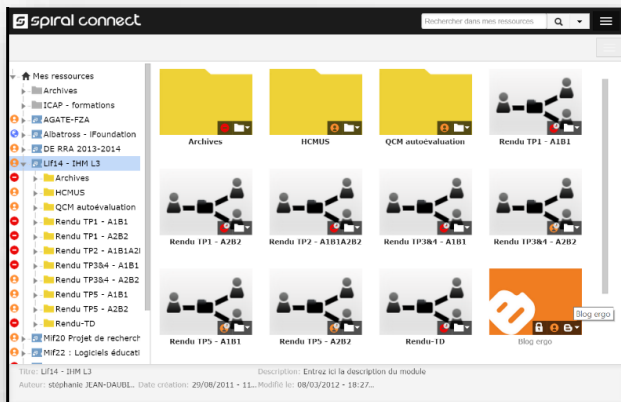 spiral connect
Rechercher dans mes ressources
Mes ressources
Archives
ICAP - formations
AGATE-FZA
Albatross - iFoundation
DE RRA 2013-2014
Lif14 - IHM L3
Archives
HCMUS
QCM autoévaluation
Rendu TP1 - A1B1
Rendu TP1 - A2B2
Rendu TP2 - A1B1A2I
Rendu TP3&4 - A1B1
Rendu TP3&4 - A2B2
Rendu TP5 - A1B1
Rendu TP5 - A2B2
Rendu-TD
Mif20 Projet de recherch
Mif22 : Logiciels éducati
Archives
HCMUS
QCM autoévaluation
Rendu TP1 - A1B1
Rendu TP1 - A2B2
Rendu TP2 - A1B1A2B2
Rendu TP3&4 - A1B1
Rendu TP3&4 - A2B2
Rendu TP5 - A1B1
Rendu TP5 - A2B2
Rendu-TD
Blog ergo
Blog ergo
Titre: Lif14 - IHM L3
Description: Entrez ici la description du module
Auteur: stéphanie JEAN-DAUBI... Date création: 29/08/2011 - 11... Modifié le: 08/03/2012 - 18:27...